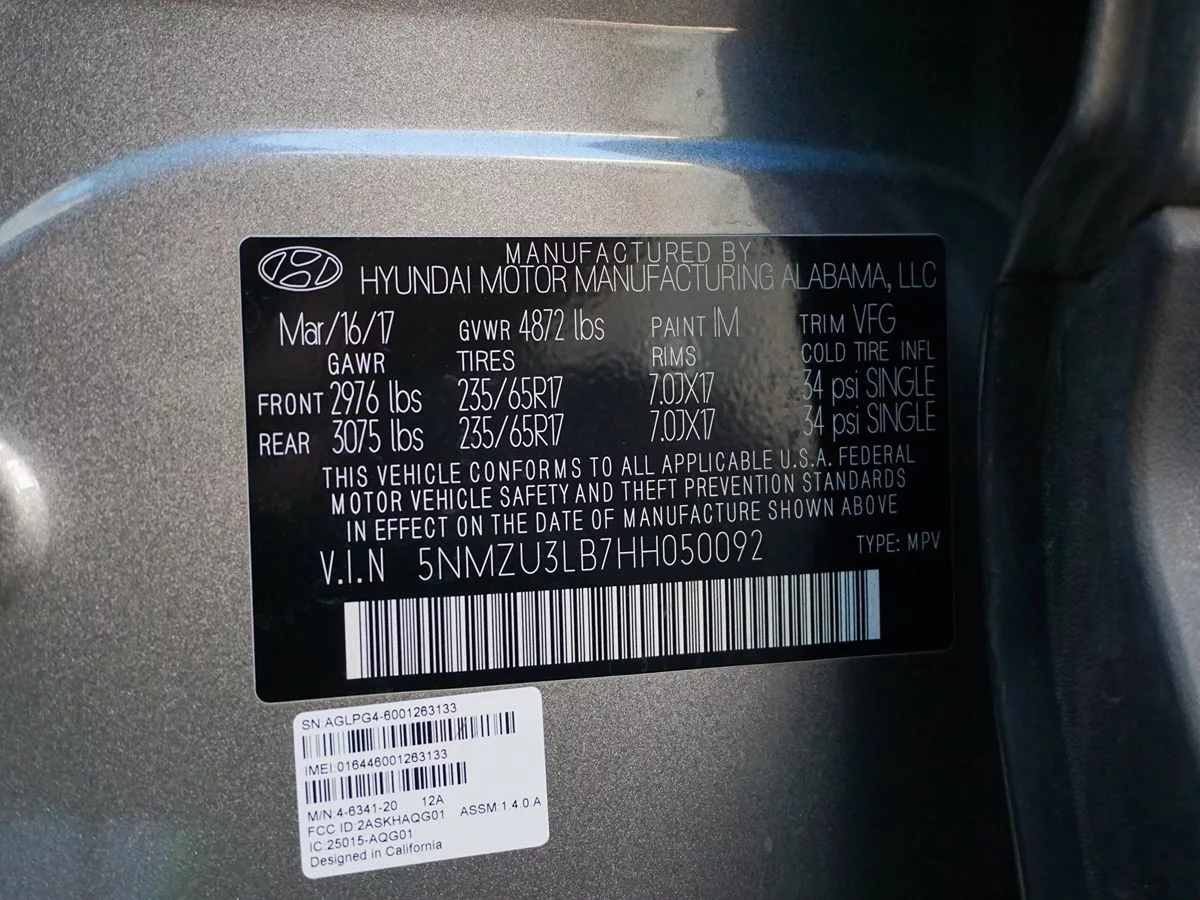 MANUFACTURED BY
HYUNDAI MOTOR MANUFACTURING ALABAMA, LLC
Mar/16/17 GVWR 4872 lbs PAINT IM TRIM VFG
GAWR TIRES RIMS COLD TIRE INFL
FRONT 2976 lbs 235/65R17 7.0JX17 34 psi SINGLE
REAR 3075 lbs 235/65R17 7.0JX17 34 psi SINGLE
THIS VEHICLE CONFORMS TO ALL APPLICABLE U.S.A. FEDERAL
MOTOR VEHICLE SAFETY AND THEFT PREVENTION STANDARDS
IN EFFECT ON THE DATE OF MANUFACTURE SHOWN ABOVE
V.I.N 5NMZU3LB7HH050092 TYPE: MPV
SN:AGLPG4-6001263133
IMEI:016446001263133
M/N:4-6341-20 12A
FCC ID:2ASKHAQG01 ASSM:1.4.0.A
IC:25015-AQG01
Designed in California